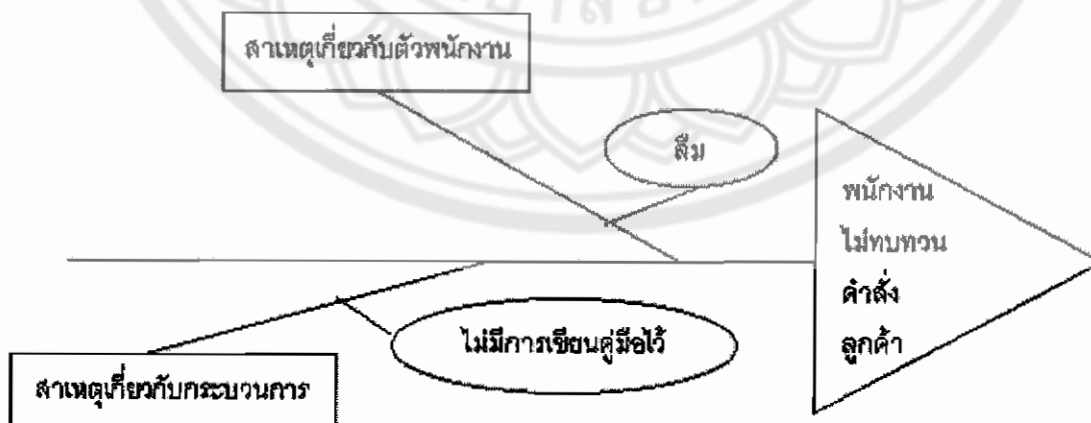 สาเหตุเกี่ยวกับตัวพนักงาน
ลืม
พนักงาน
ไม่ทบทวน
คำสั่ง
ลูกค้า
ไม่มีการเขียนคู่มือไว้
สาเหตุเกี่ยวกับกระบวนการ